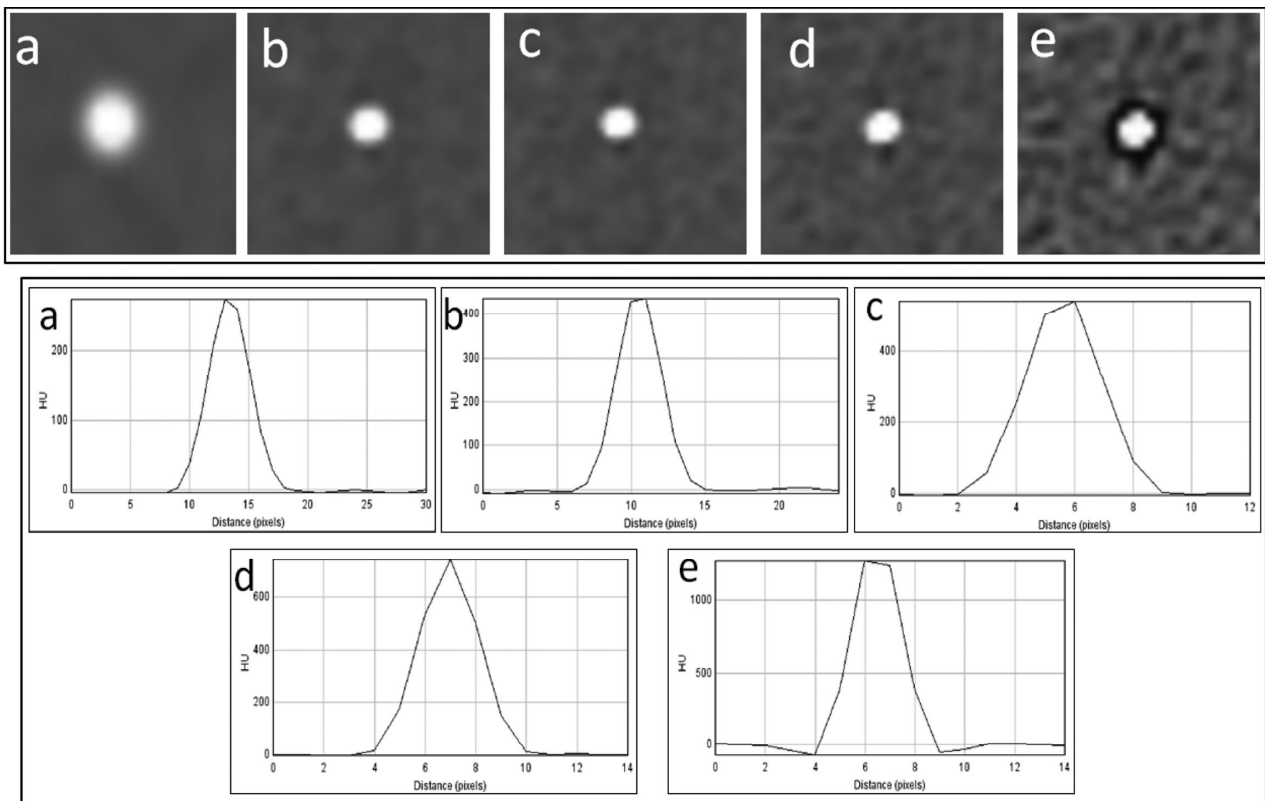 a b c d e
a
200
100
0
HU
0 5 10 15 20 25 30
Distance (pixels)
b
400
300
200
100
0
HU
0 5 10 15 20
Distance (pixels)
c
400
200
0
HU
0 2 4 6 8 10 12
Distance (pixels)
d
600
400
200
0
HU
0 2 4 6 8 10 12 14
Distance (pixels)
e
1000
500
0
HU
0 2 4 6 8 10 12 14
Distance (pixels)